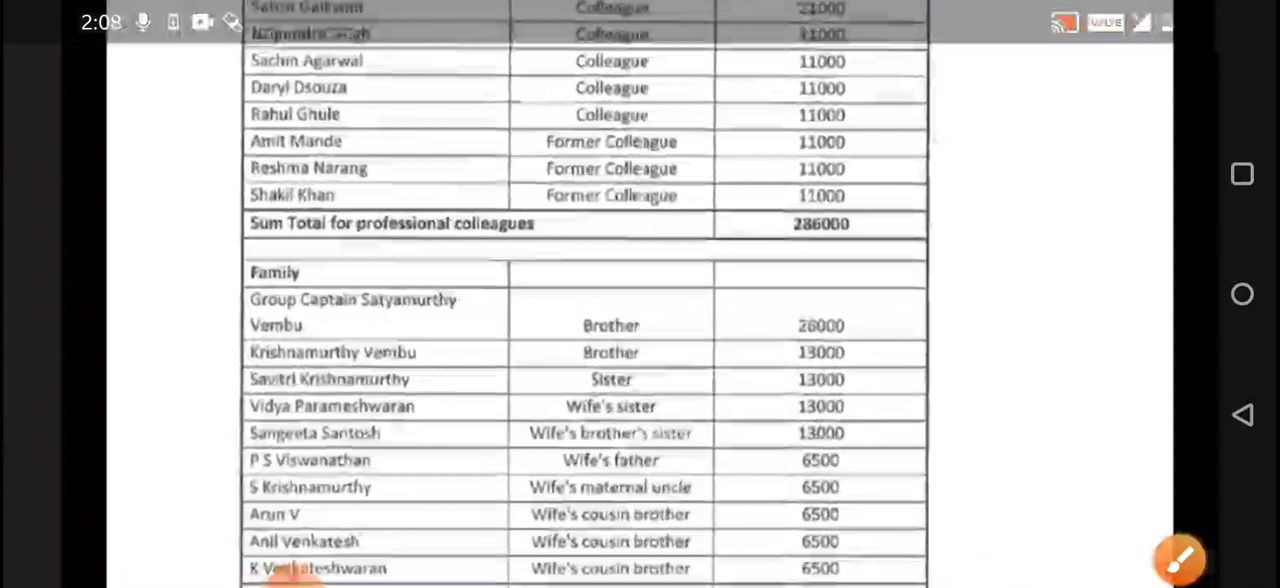 2:08
VoLTE
Colleague 21000
Colleague 11000
Sachin Agarwal Colleague 11000
Daryl Dsouza Colleague 11000
Rahul Ghule Colleague 11000
Amit Mande Former Colleague 11000
Reshma Narang Former Colleague 11000
Shakil Khan Former Colleague 11000
Sum Total for professional colleagues 286000
Family
Group Captain Satyamurthy
Vembu Brother 26000
Krishnamurthy Vembu Brother 13000
Savitri Krishnamurthy Sister 13000
Vidya Parameshwaran Wife's sister 13000
Sangeeta Santosh Wife's brother's sister 13000
P S Viswanathan Wife's father 6500
S Krishnamurthy Wife's maternal uncle 6500
Arun V Wife's cousin brother 6500
Anil Venkatesh Wife's cousin brother 6500
K Venkateshwaran Wife's cousin brother 6500